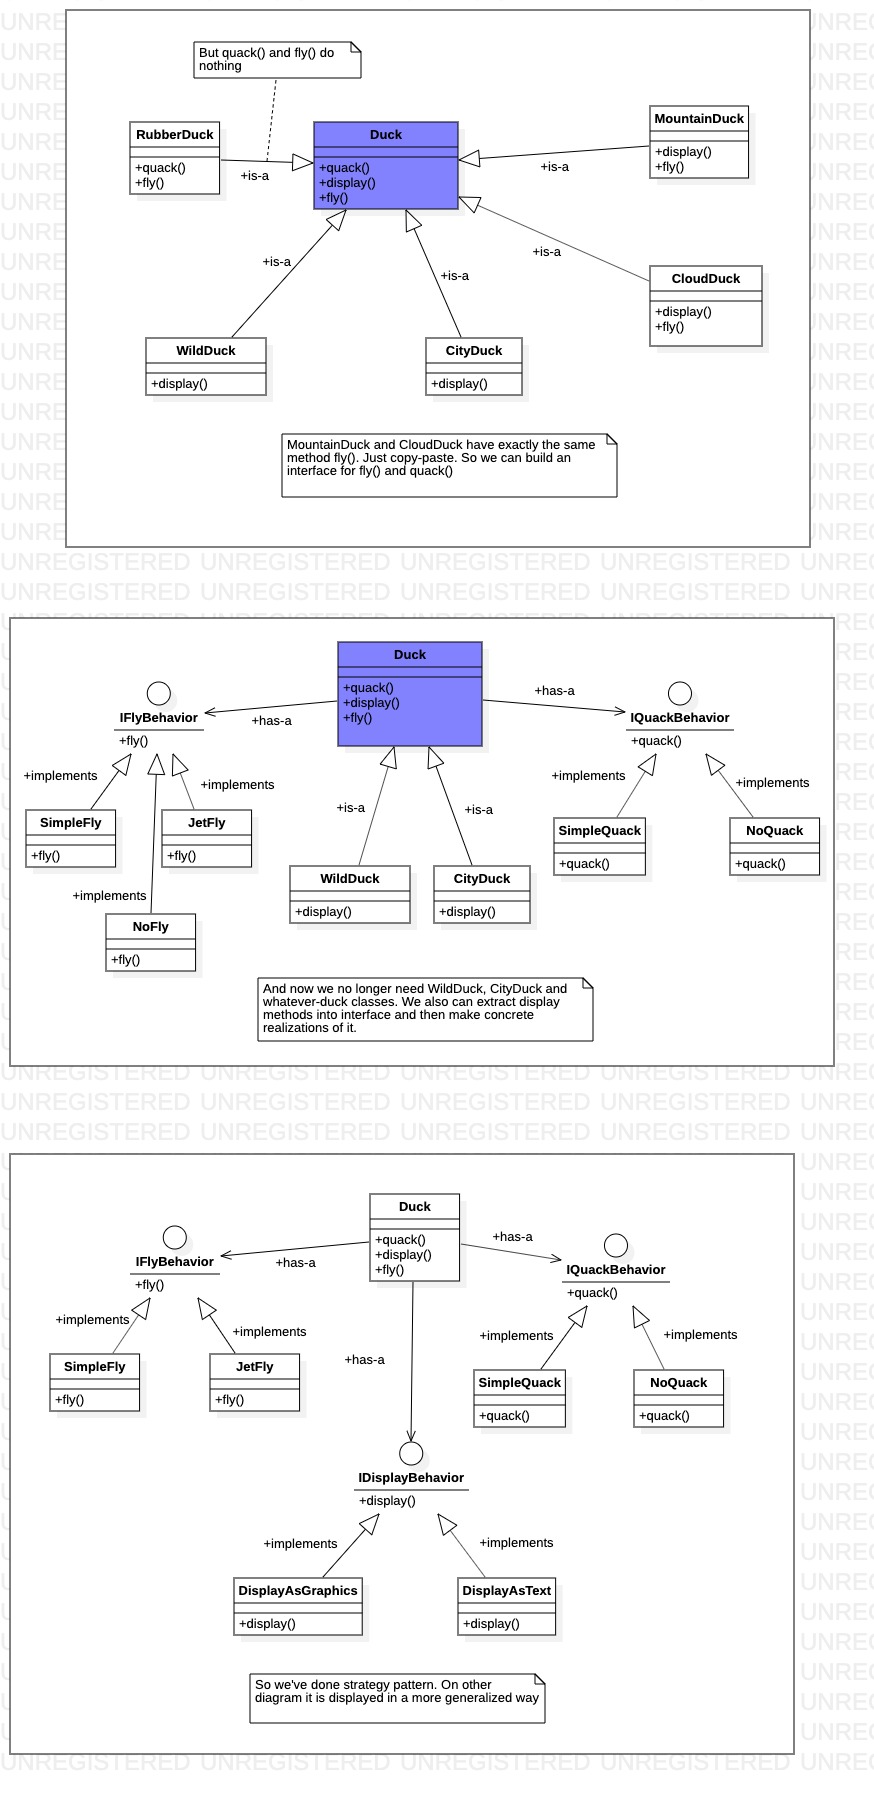 But quack() and fly() do
nothing
RubberDuck
+quack()
+fly()
Duck
+quack()
+display()
+fly()
MountainDuck
+display()
+fly()
+is-a
+is-a
+is-a
+is-a
+is-a
CloudDuck
+display()
+fly()
WildDuck
+display()
CityDuck
+display()
MountainDuck and CloudDuck have exactly the same
method fly(). Just copy-paste. So we can build an
interface for fly() and quack()
UNREGISTERED UNREGISTERED UNREGISTERED UNREGISTERED UNREG
UNREGISTERED UNREGISTERED UNREGISTERED UNREGISTERED UNREG
Duck
+quack()
+display()
+fly()
+has-a
+has-a
IFlyBehavior
+fly()
IQuackBehavior
+quack()
+implements
+implements
+implements
+implements
SimpleFly
+fly()
JetFly
+fly()
+is-a
+is-a
SimpleQuack
+quack()
NoQuack
+quack()
WildDuck
+display()
CityDuck
+display()
+implements
NoFly
+fly()
And now we no longer need WildDuck, CityDuck and
whatever-duck classes. We also can extract display
methods into interface and then make concrete
realizations of it.
UNREGISTERED UNREGISTERED UNREGISTERED UNREGISTERED UNREG
UNREGISTERED UNREGISTERED UNREGISTERED UNREGISTERED UNREG
UNREGISTERED UNREGISTERED UNREGISTERED UNREGISTERED UNREG
Duck
+quack()
+display()
+fly()
+has-a
+has-a
IFlyBehavior
+fly()
IQuackBehavior
+quack()
+implements
+implements
+implements
+implements
SimpleFly
+fly()
JetFly
+fly()
+has-a
SimpleQuack
+quack()
NoQuack
+quack()
IDisplayBehavior
+display()
+implements
+implements
DisplayAsGraphics
+display()
DisplayAsText
+display()
So we've done strategy pattern. On other
diagram it is displayed in a more generalized way
UNREGISTERED UNREGISTERED UNREGISTERED UNREGISTERED UNREG